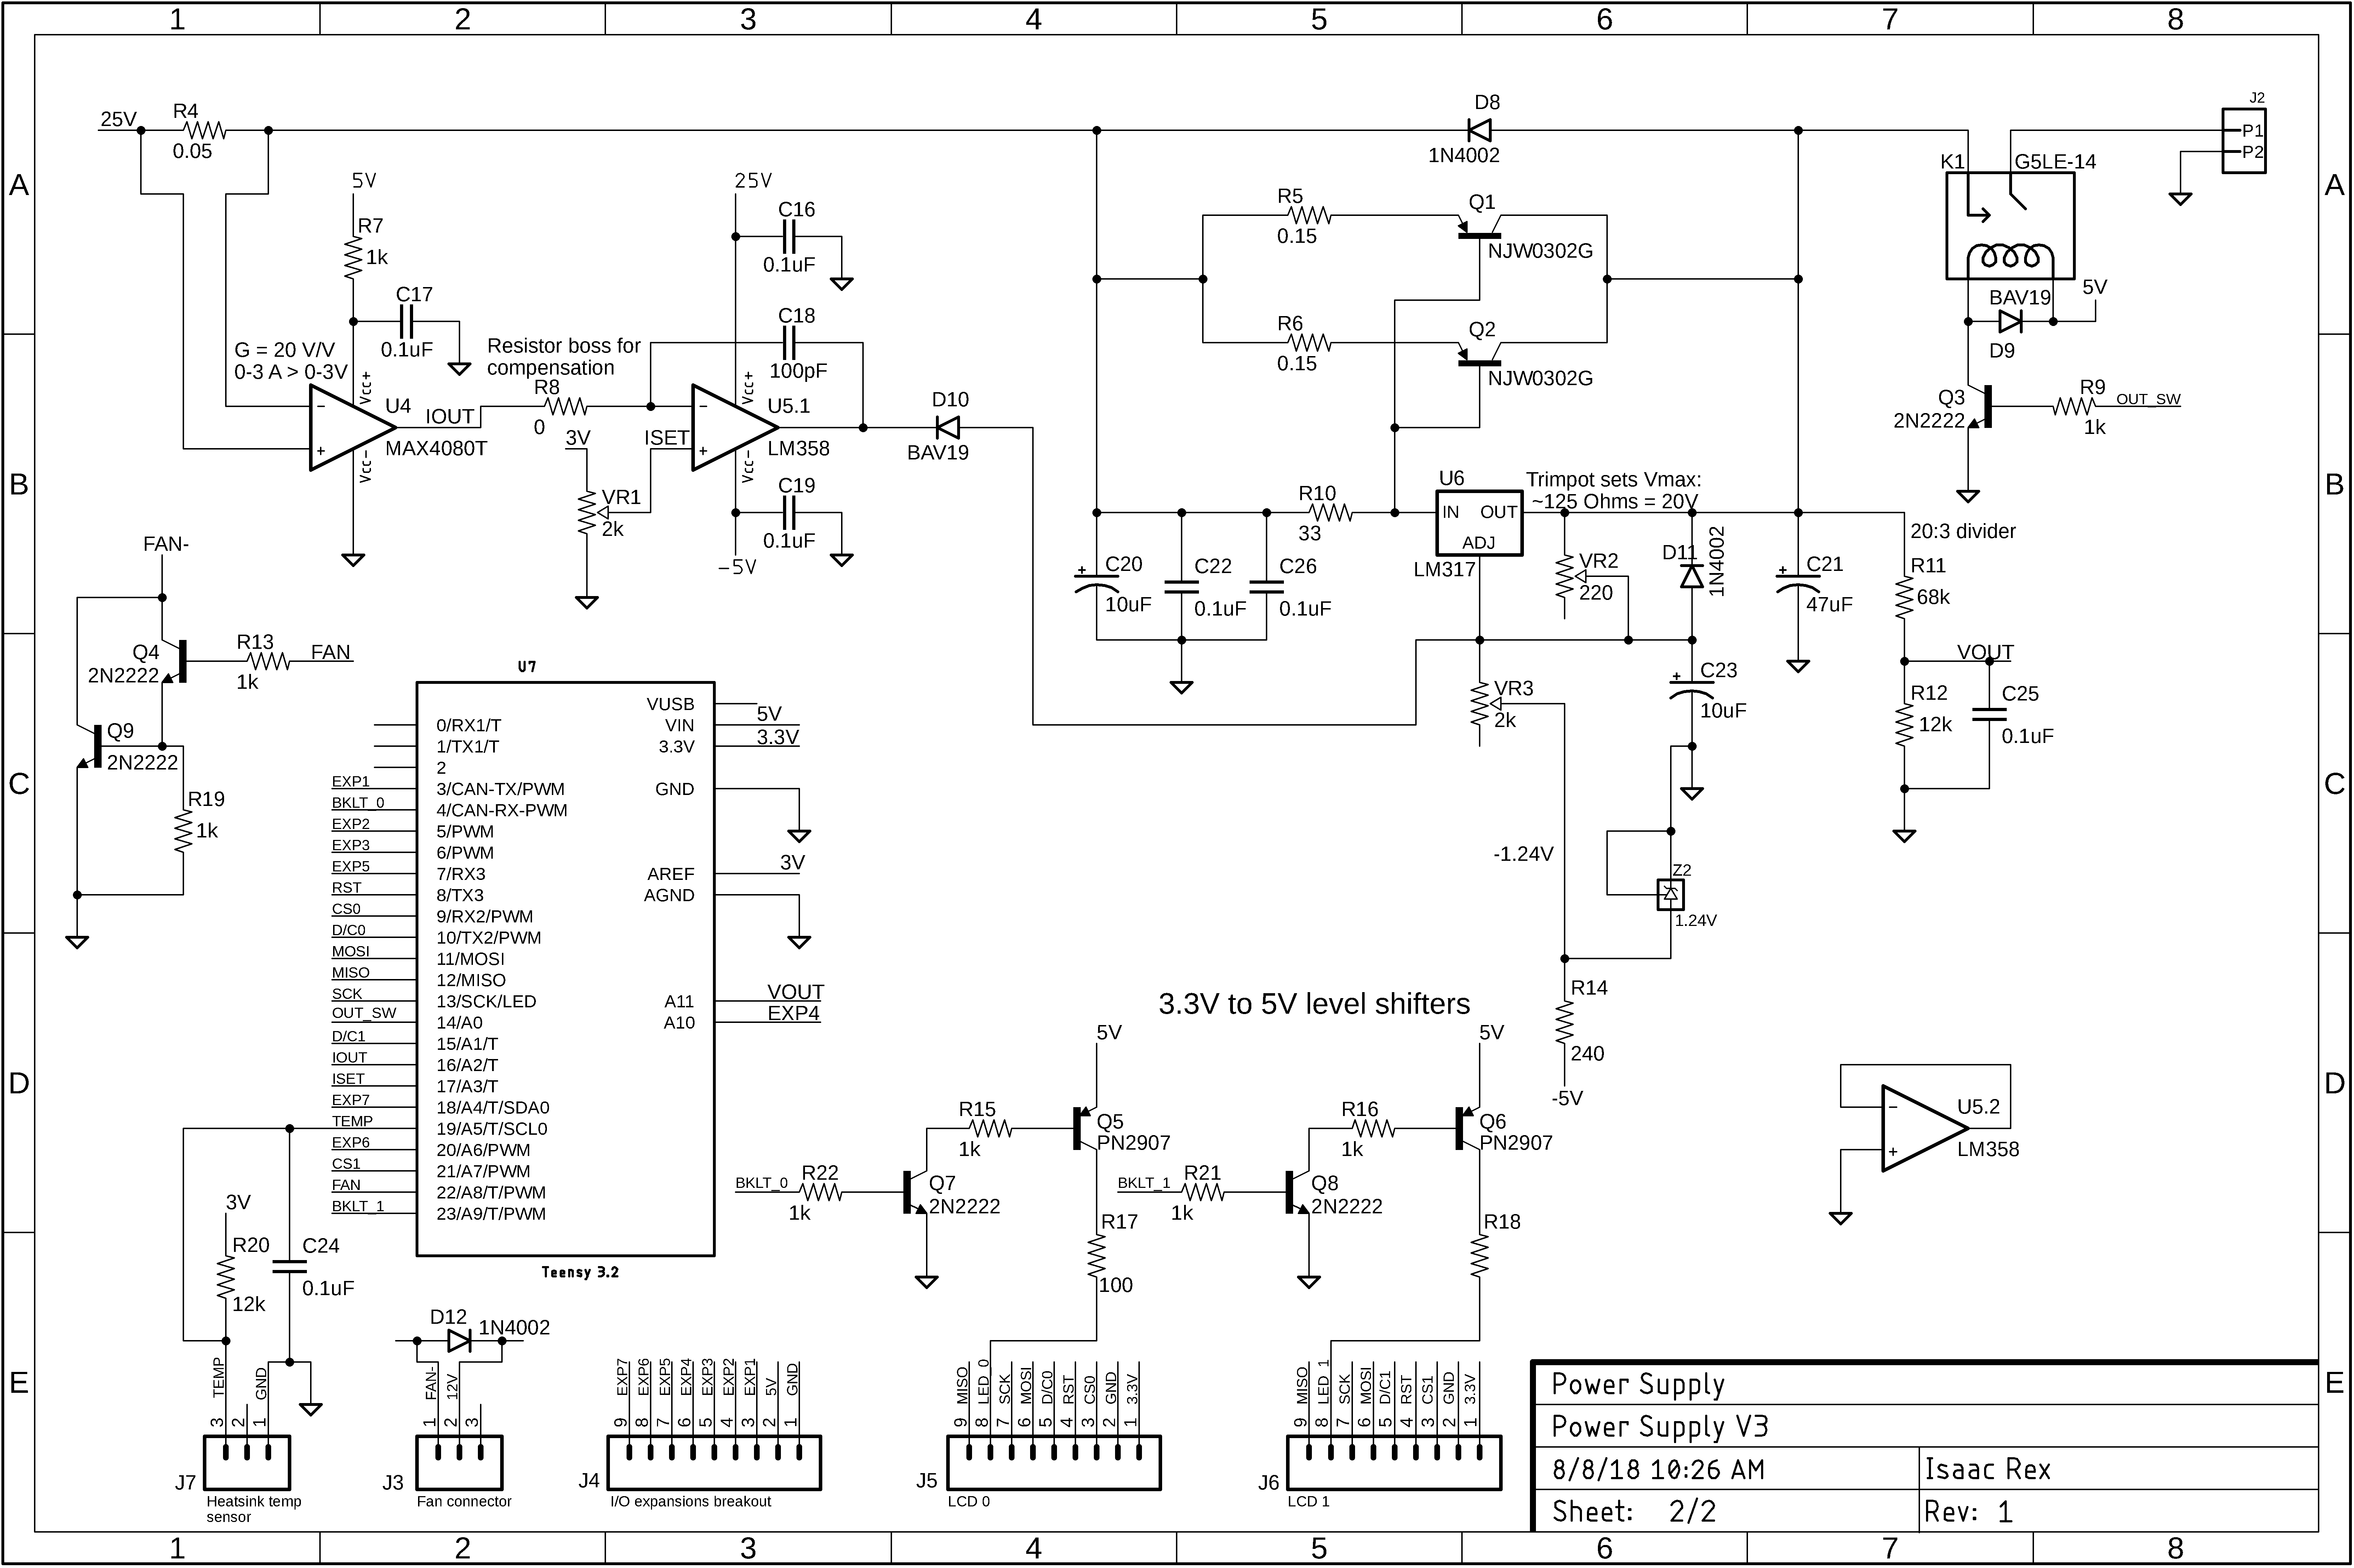 1 2 3 4 5 6 7 8
A
B
C
D
E
A
B
C
D
E
1 2 3 4 5 6 7 8
25V
R4
0.05
5V
R7
1k
C17
0.1uF
G = 20 V/V
0-3 A > 0-3V
Vcc+
Vcc-
−
+
U4
MAX4080T
IOUT
Resistor boss for
compensation
R8
0
3V
VR1
2k
ISET
25V
C16
0.1uF
C18
100pF
Vcc+
Vcc-
−
+
U5.1
LM358
C19
0.1uF
-5V
D10
BAV19
D8
1N4002
R5
0.15
Q1
NJW0302G
R6
0.15
Q2
NJW0302G
R10
33
U6
IN OUT
ADJ
LM317
Trimpot sets Vmax:
~125 Ohms = 20V
+
C20
10uF
C22
0.1uF
C26
0.1uF
VR2
220
D11
1N4002
+
C21
47uF
VR3
2k
+
C23
10uF
-1.24V
Z2
1.24V
R14
240
-5V
20:3 divider
R11
68k
VOUT
R12
12k
C25
0.1uF
K1
G5LE-14
J2
P1
P2
BAV19
D9
5V
Q3
2N2222
R9
1k
OUT_SW
FAN-
Q4
2N2222
R13
1k
FAN
Q9
2N2222
R19
1k
U7
0/RX1/T
1/TX1/T
2
EXP1 3/CAN-TX/PWM
BKLT_0 4/CAN-RX-PWM
EXP2 5/PWM
EXP3 6/PWM
EXP5 7/RX3
RST 8/TX3
CS0 9/RX2/PWM
D/C0 10/TX2/PWM
MOSI 11/MOSI
MISO 12/MISO
SCK 13/SCK/LED
OUT_SW 14/A0
D/C1 15/A1/T
IOUT 16/A2/T
ISET 17/A3/T
EXP7 18/A4/T/SDA0
TEMP 19/A5/T/SCL0
EXP6 20/A6/PWM
CS1 21/A7/PWM
FAN 22/A8/T/PWM
BKLT_1 23/A9/T/PWM
VUSB
VIN 5V
3.3V 3.3V
GND
AREF 3V
AGND
A11 VOUT
A10 EXP4
Teensy 3.2
3V
R20
12k
C24
0.1uF
TEMP
GND
3 2 1
J7
Heatsink temp
sensor
D12
1N4002
FAN-
12V
1 2 3
J3
Fan connector
EXP7 EXP6 EXP5 EXP4 EXP3 EXP2 EXP1 5V GND
9 8 7 6 5 4 3 2 1
J4
I/O expansions breakout
3.3V to 5V level shifters
5V
R15
1k
Q5
PN2907
BKLT_0
R22
1k
Q7
2N2222
R17
100
MISO LED_0 SCK MOSI D/C0 RST CS0 GND 3.3V
9 8 7 6 5 4 3 2 1
J5
LCD 0
5V
R16
1k
Q6
PN2907
BKLT_1
R21
1k
Q8
2N2222
R18
MISO LED_1 SCK MOSI D/C1 RST CS1 GND 3.3V
9 8 7 6 5 4 3 2 1
J6
LCD 1
−
+
U5.2
LM358
Power Supply
Power Supply V3
8/8/18 10:26 AM
Isaac Rex
Sheet: 2/2
Rev: 1